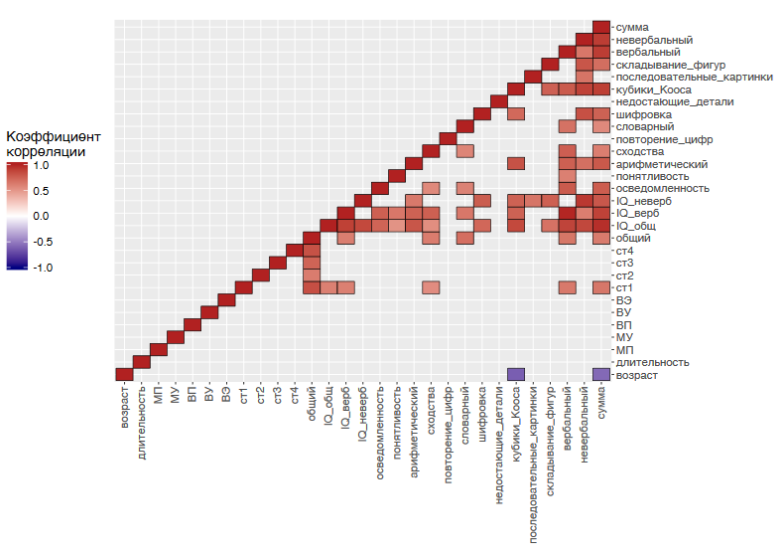 сумма
невербальный
вербальный
складывание_фигур
последовательные_картинки
кубики_Кооса
недостающие_детали
шифровка
словарный
повторение_цифр
сходства
арифметический
понятливость
осведомленность
IQ_неверб
IQ_верб
IQ_общ
общий
ст4
ст3
ст2
ст1
ВЭ
ВУ
ВП
МУ
МП
длительность
возраст
Коэффициент
корреляции
1.0
0.5
0.0
-0.5
-1.0
возраст
длительность
МП
МУ
ВП
ВУ
ВЭ
ст1
ст2
ст3
ст4
общий
IQ_общ
IQ_верб
IQ_неверб
осведомленность
понятливость
арифметический
сходства
повторение_цифр
словарный
шифровка
недостающие_детали
кубики_Кооса
последовательные_картинки
складывание_фигур
вербальный
невербальный
сумма